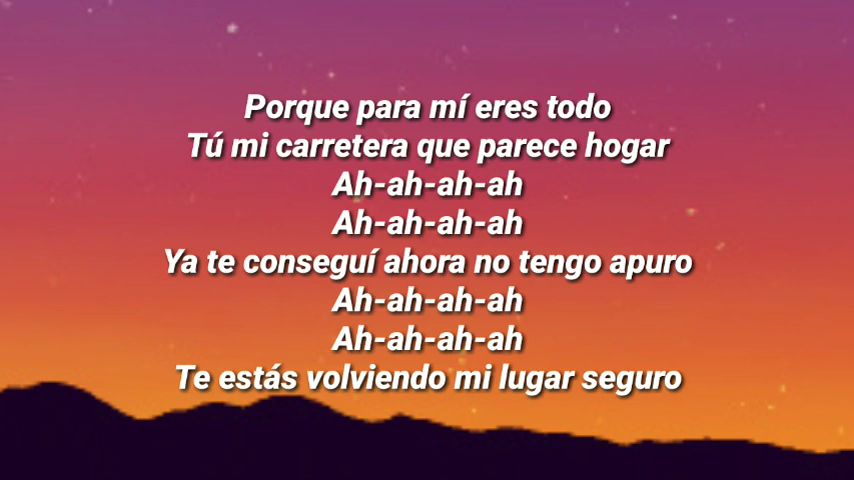 Porque para mí eres todo
Tú mi carretera que parece hogar
Ah-ah-ah-ah
Ah-ah-ah-ah
Ya te conseguí ahora no tengo apuro
Ah-ah-ah-ah
Ah-ah-ah-ah
Te estás volviendo mi lugar seguro